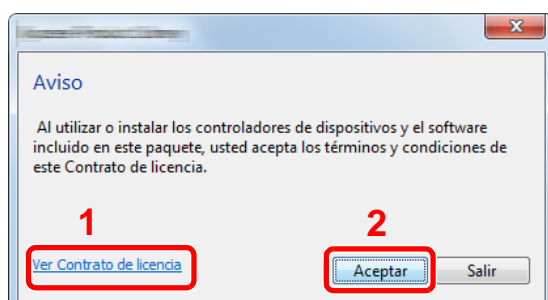 Aviso
Al utilizar o instalar los controladores de dispositivos y el software
incluido en este paquete, usted acepta los términos y condiciones de
este Contrato de licencia.
1
2
Ver Contrato de licencia
Aceptar
Salir